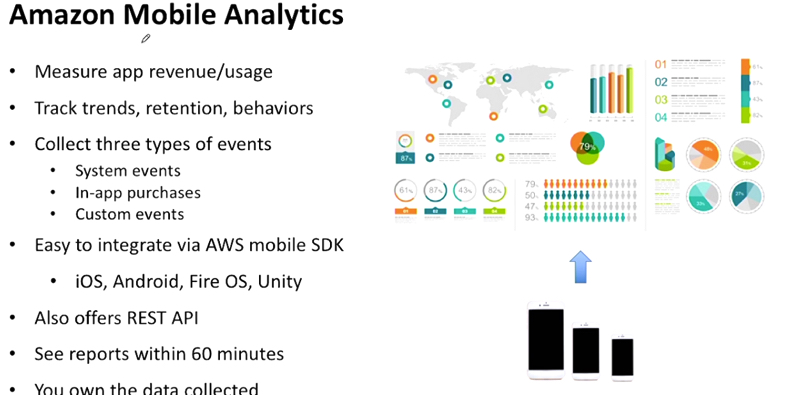 Amazon Mobile Analytics
• Measure app revenue/usage
• Track trends, retention, behaviors
• Collect three types of events
• System events
• In-app purchases
• Custom events
• Easy to integrate via AWS mobile SDK
• iOS, Android, Fire OS, Unity
• Also offers REST API
• See reports within 60 minutes
• You own the data collected
01
02
03
04
87%
79%
61%
87%
43%
82%
79%
50%
47%
93%